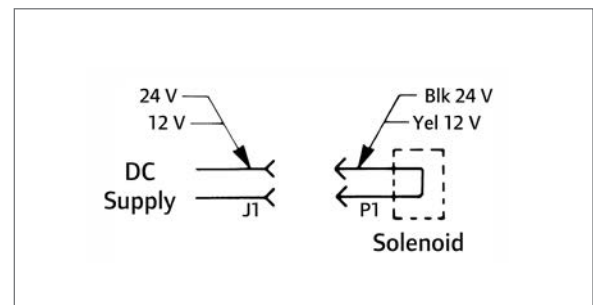 24 V
12 V
Blk 24 V
Yel 12 V
DC
Supply
J1
P1
Solenoid